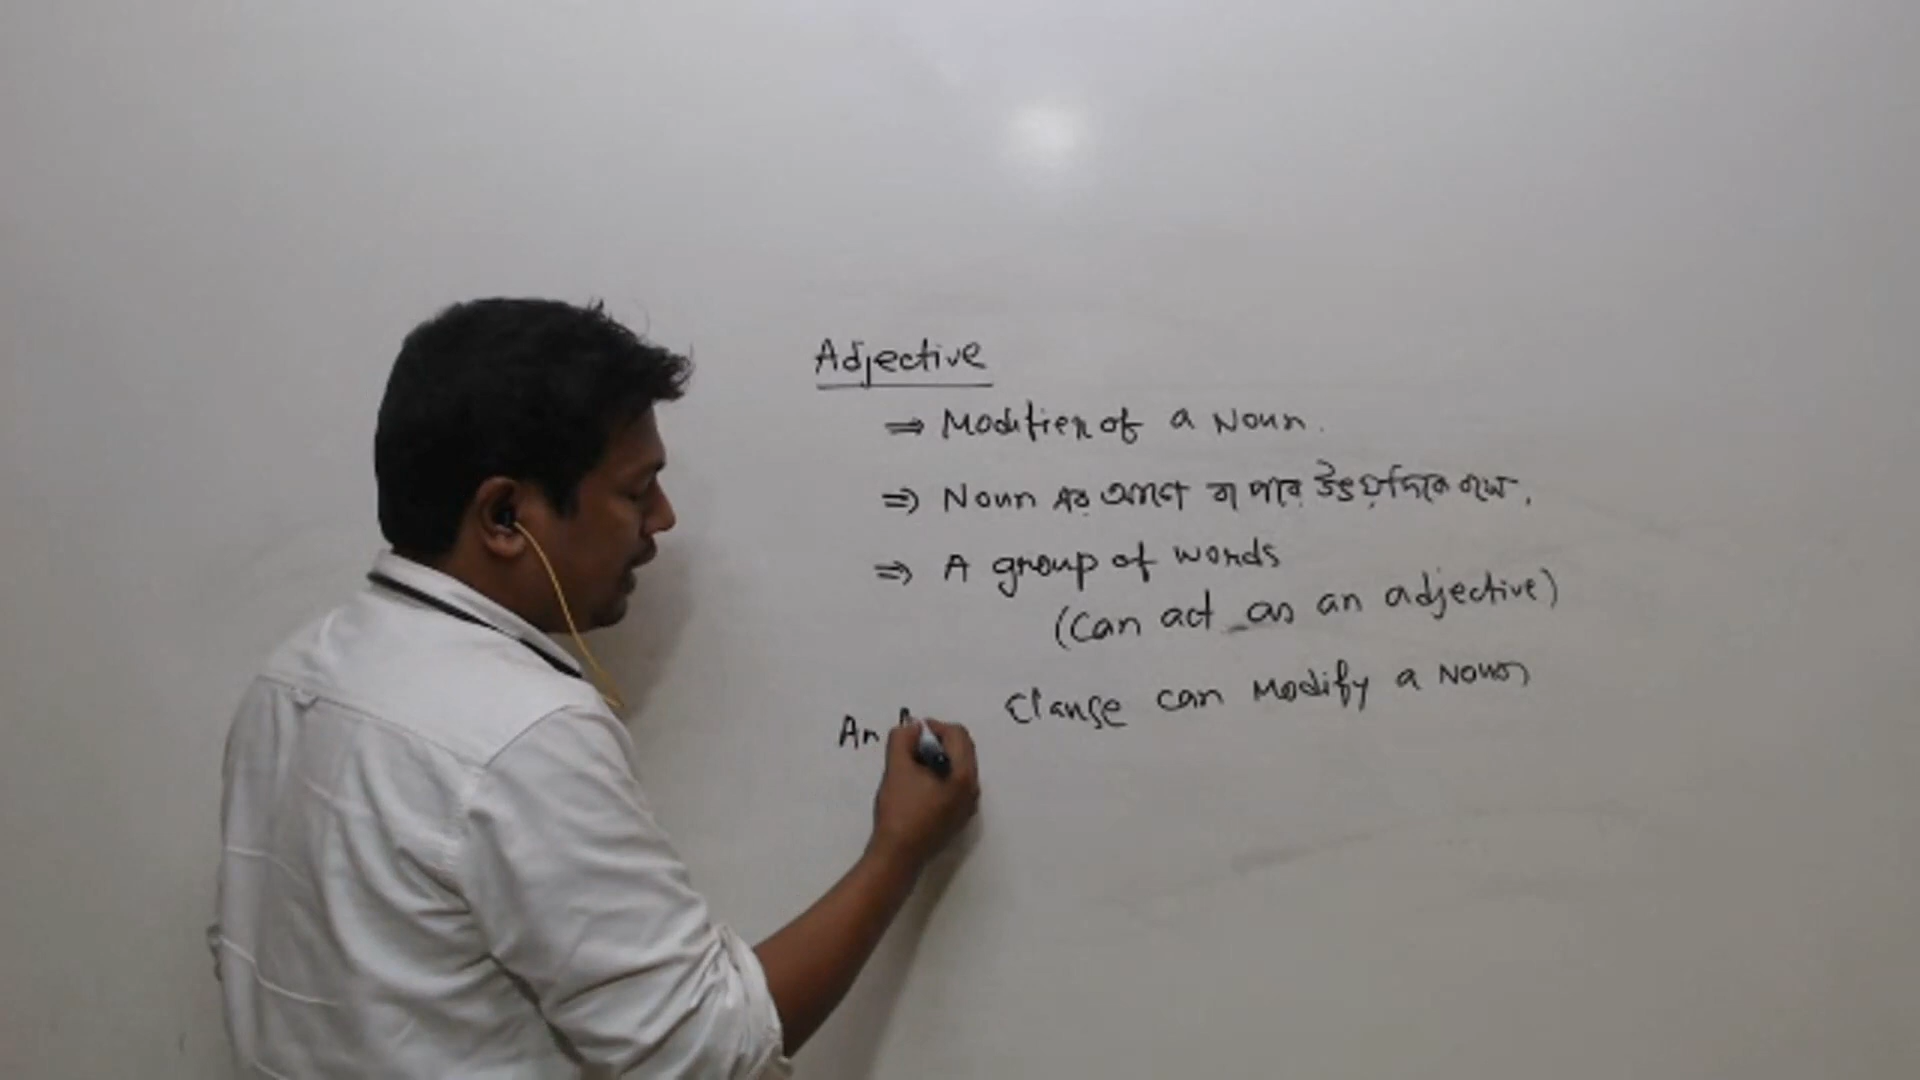 Adjective
⇒ Modifier of a Noun.
⇒ Noun এর আগে বা পরে উভয়দিকে বসে,
⇒ A group of words
(Can act as an adjective)
An A Clause can Modify a Noun